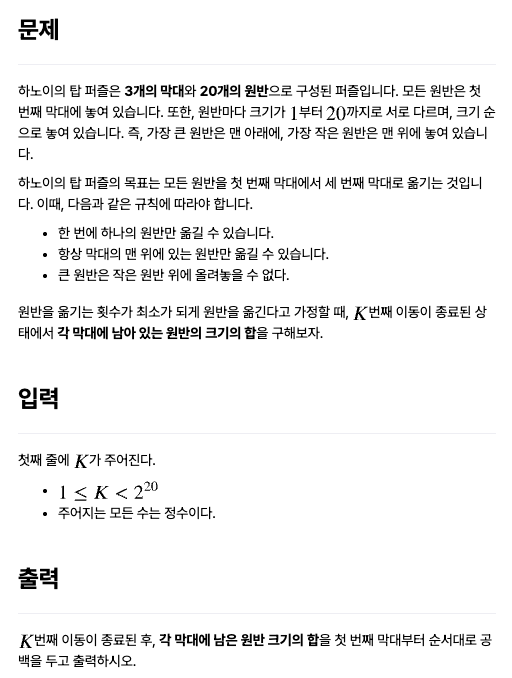 문제
하노이의 탑 퍼즐은 3개의 막대와 20개의 원반으로 구성된 퍼즐입니다. 모든 원반은 첫
번째 막대에 놓여 있습니다. 또한, 원반마다 크기가 1부터 20까지로 서로 다르며, 크기 순
으로 놓여 있습니다. 즉, 가장 큰 원반은 맨 아래에, 가장 작은 원반은 맨 위에 놓여 있습니
다.
하노이의 탑 퍼즐의 목표는 모든 원반을 첫 번째 막대에서 세 번째 막대로 옮기는 것입니
다. 이때, 다음과 같은 규칙에 따라야 합니다.
• 한 번에 하나의 원반만 옮길 수 있습니다.
• 항상 막대의 맨 위에 있는 원반만 옮길 수 있습니다.
• 큰 원반은 작은 원반 위에 올려놓을 수 없다.
원반을 옮기는 횟수가 최소가 되게 원반을 옮긴다고 가정할 때, K번째 이동이 종료된 상
태에서 각 막대에 남아 있는 원반의 크기의 합을 구해보자.
입력
첫째 줄에 K가 주어진다.
• 1 ≤ K < 2²⁰
• 주어지는 모든 수는 정수이다.
출력
K번째 이동이 종료된 후, 각 막대에 남은 원반 크기의 합을 첫 번째 막대부터 순서대로 공
백을 두고 출력하시오.